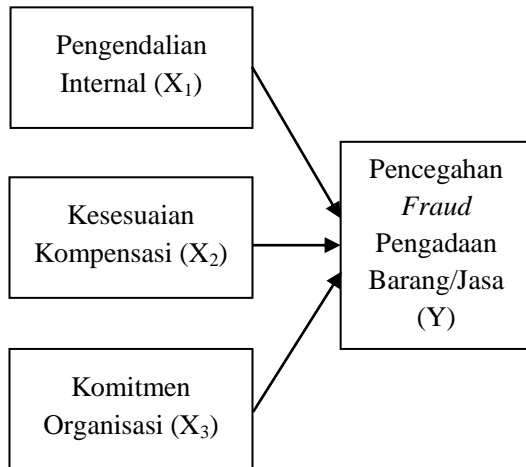 Pengendalian
Internal (X₁)
Kesesuaian
Kompensasi (X₂)
Komitmen
Organisasi (X₃)
Pencegahan
Fraud
Pengadaan
Barang/Jasa
(Y)